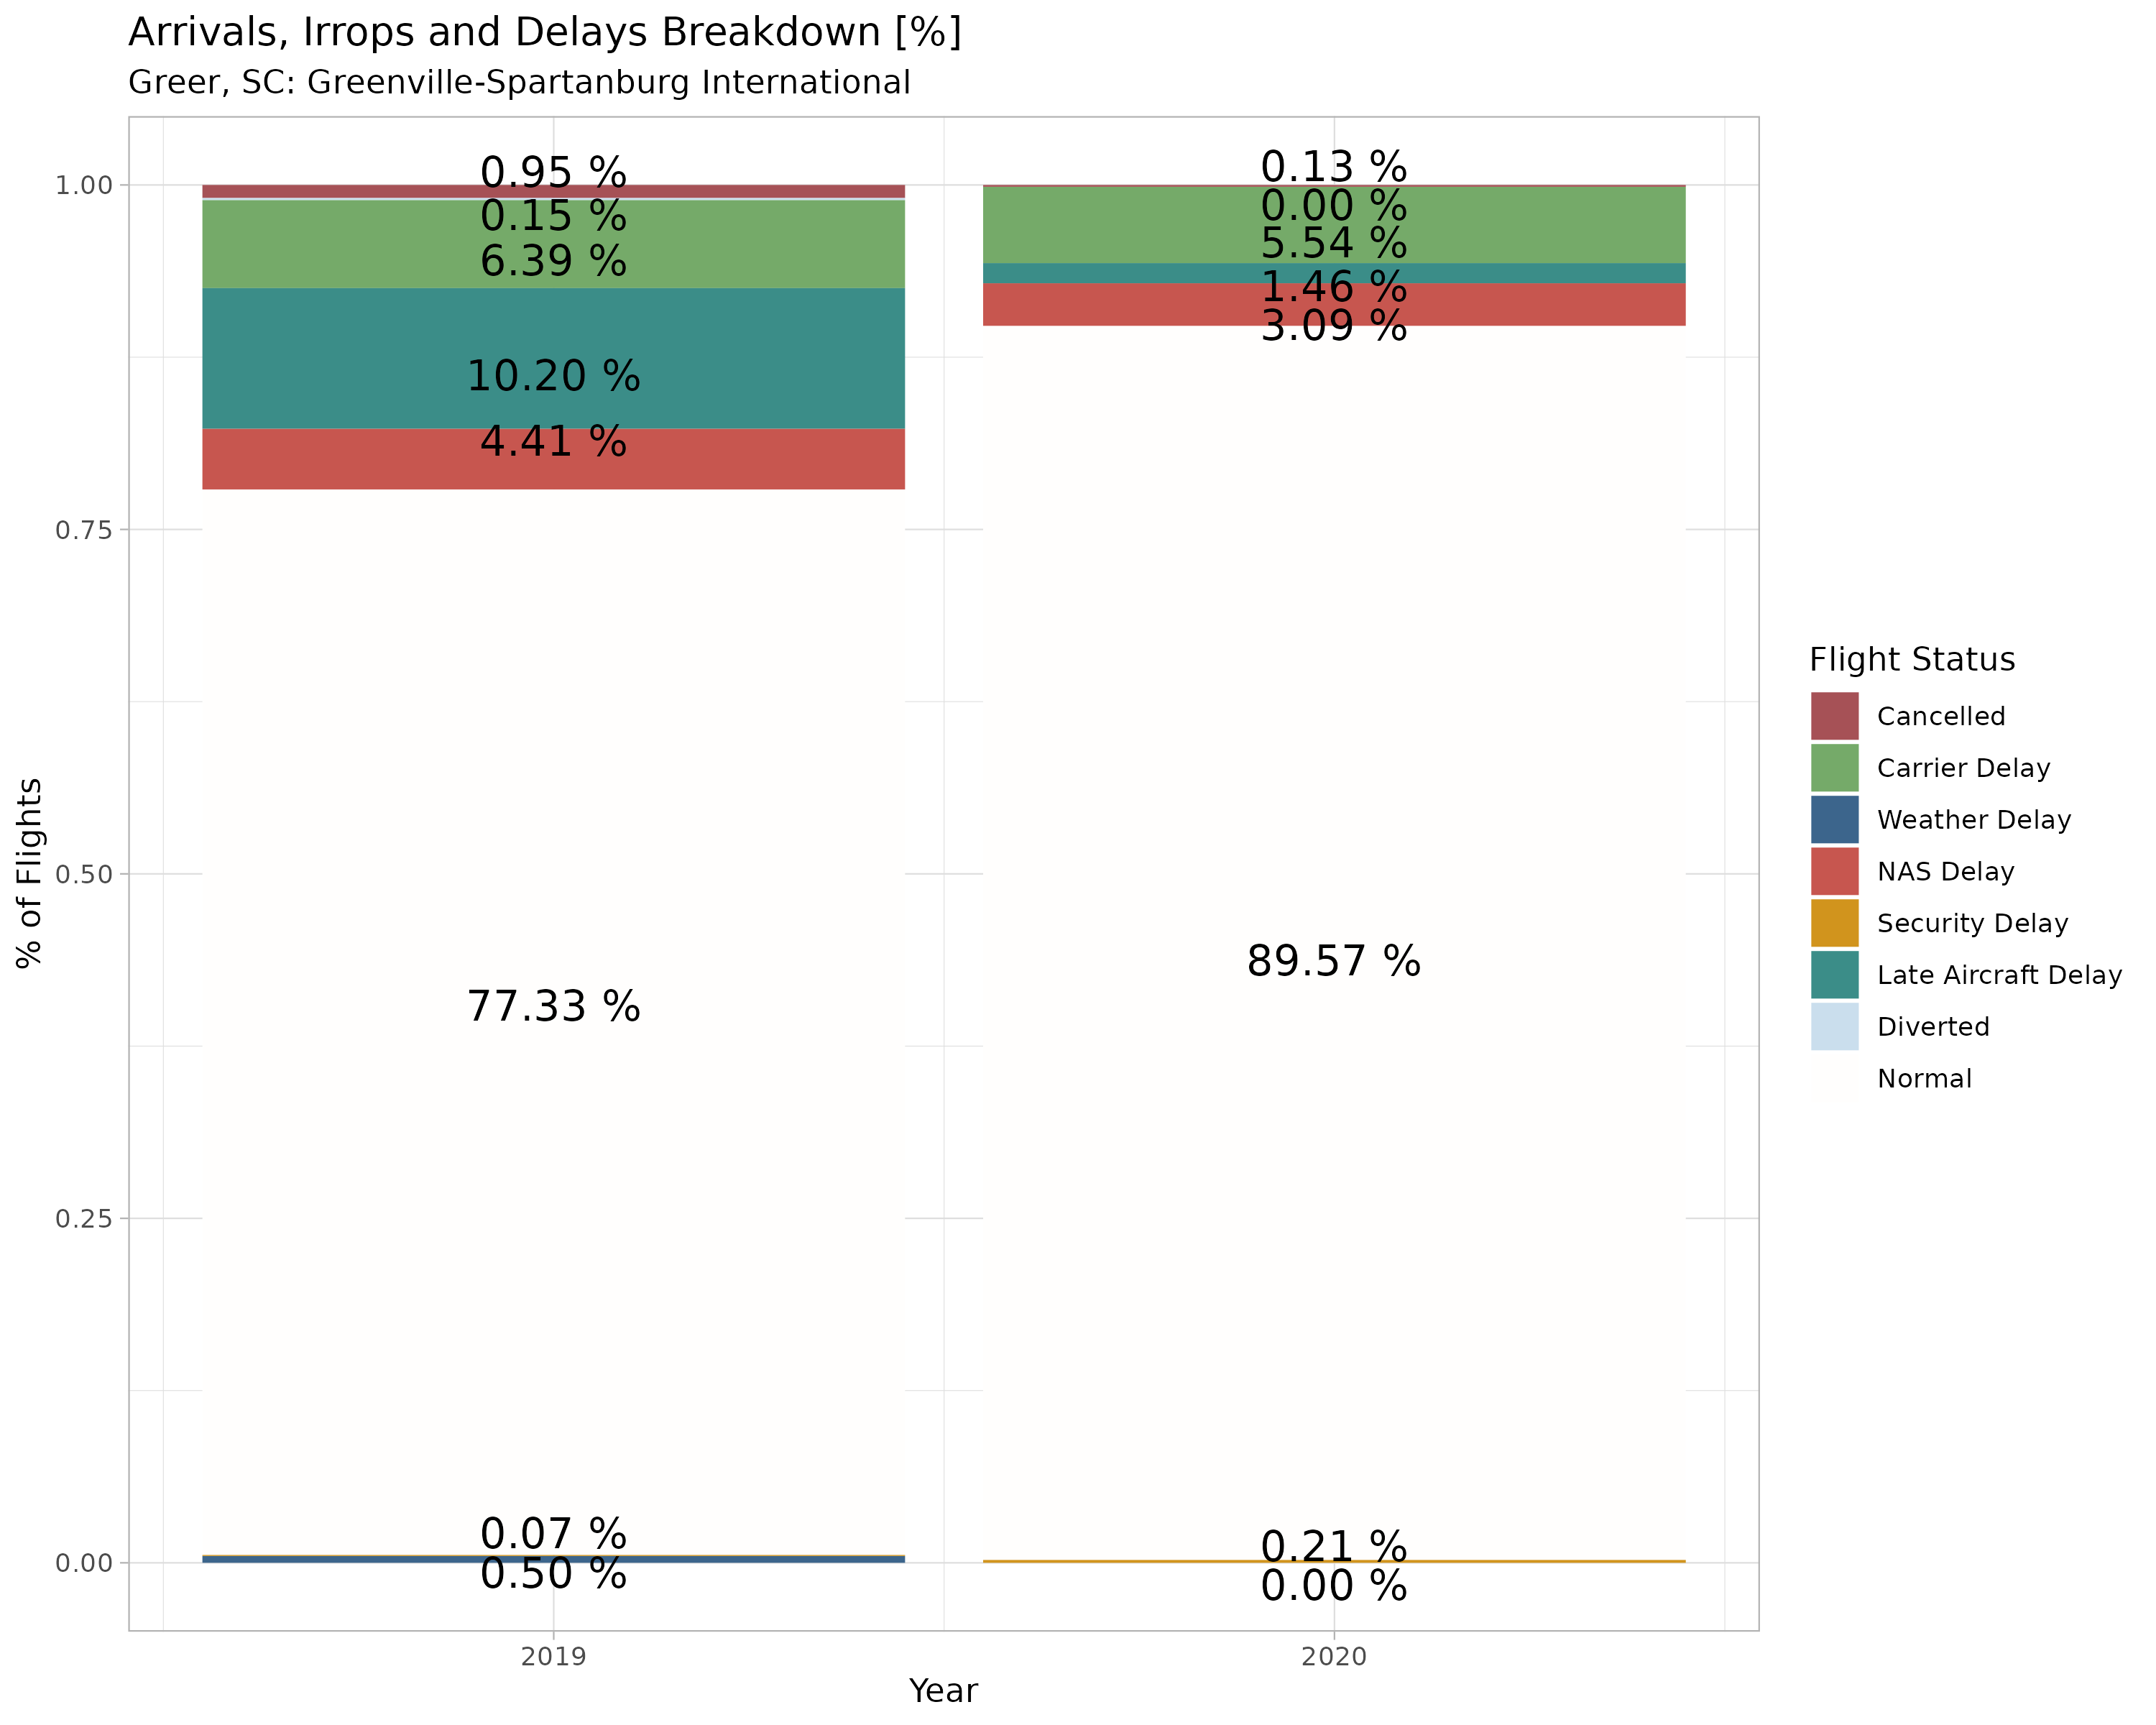 Arrivals, Irrops and Delays Breakdown [%]
Greer, SC: Greenville-Spartanburg International
% of Flights
1.00
0.75
0.50
0.25
0.00
0.95 %
0.15 %
6.39 %
10.20 %
4.41 %
77.33 %
0.07 %
0.50 %
0.13 %
0.00 %
5.54 %
1.46 %
3.09 %
89.57 %
0.21 %
0.00 %
2019
2020
Year
Flight Status
Cancelled
Carrier Delay
Weather Delay
NAS Delay
Security Delay
Late Aircraft Delay
Diverted
Normal